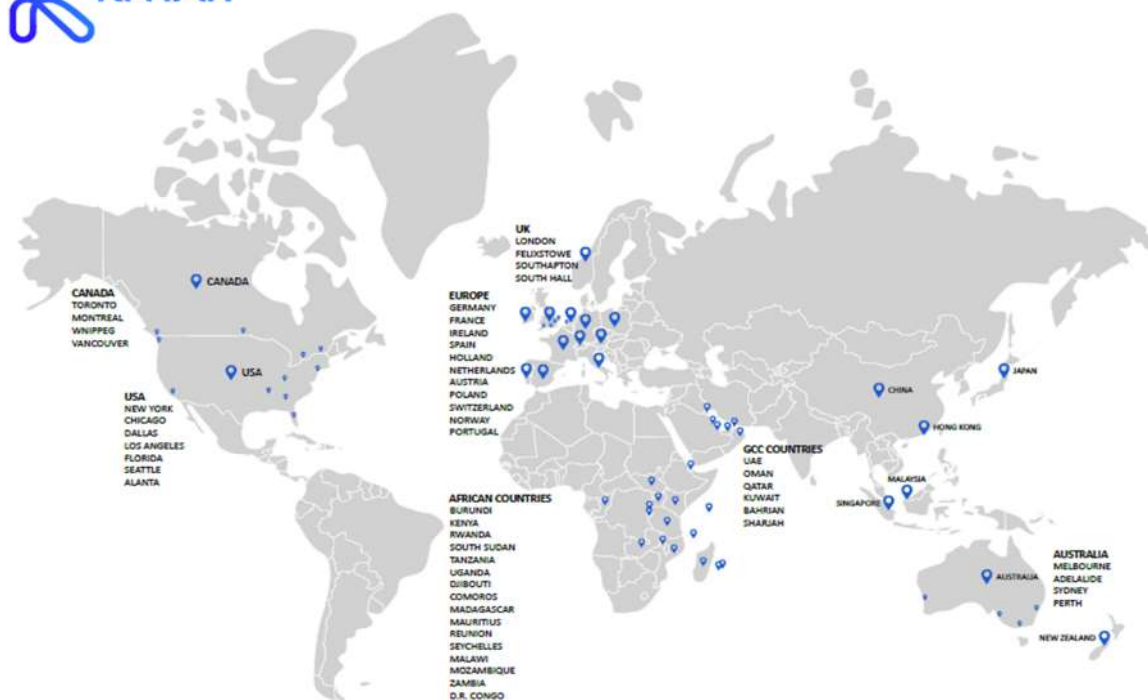 CANADA
CANADA
TORONTO
MONTREAL
WNIPPEG
VANCOUVER
USA
USA
NEW YORK
CHICAGO
DALLAS
LOS ANGELES
FLORIDA
SEATTLE
ALANTA
UK
LONDON
FELIXSTOWE
SOUTHAPTON
SOUTH HALL
EUROPE
GERMANY
FRANCE
IRELAND
SPAIN
HOLLAND
NETHERLANDS
AUSTRIA
POLAND
SWITZERLAND
NORWAY
PORTUGAL
AFRICAN COUNTRIES
BURUNDI
KENYA
RWANDA
SOUTH SUDAN
TANZANIA
UGANDA
DJIBOUTI
COMOROS
MADAGASCAR
MAURITIUS
REUNION
SEYCHELLES
MALAWI
MOZAMBIQUE
ZAMBIA
D.R. CONGO
GCC COUNTRIES
UAE
OMAN
QATAR
KUWAIT
BAHRIAN
SHARJAH
JAPAN
CHINA
HONG KONG
MALAYSIA
SINGAPORE
AUSTRALIA
AUSTRALIA
MELBOURNE
ADELALIDE
SYDNEY
PERTH
NEW ZEALAND